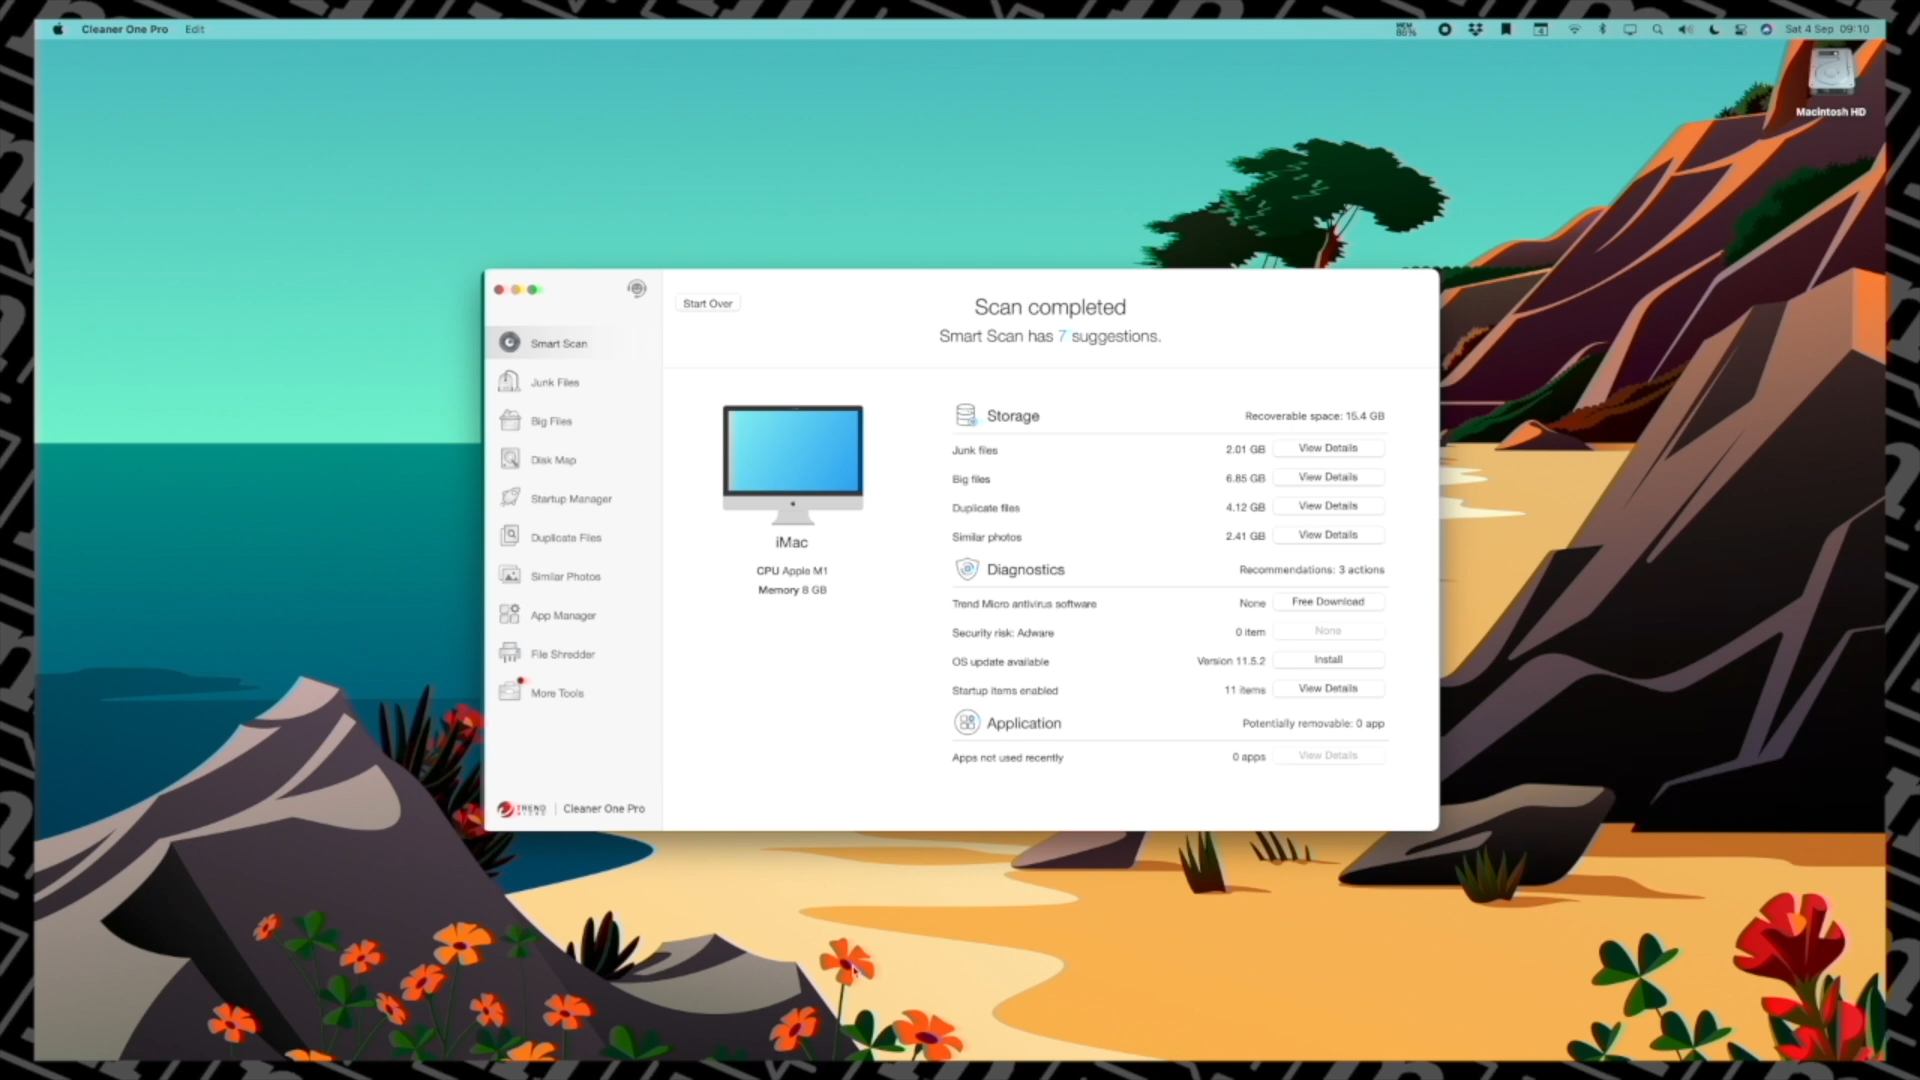 Cleaner One Pro Edit
MEM
86%
4
Sat 4 Sep 09:10
Macintosh HD
Start Over
Scan completed
Smart Scan has 7 suggestions.
Smart Scan
Junk Files
Big Files
Disk Map
Startup Manager
Duplicate Files
Similar Photos
App Manager
File Shredder
More Tools
TREND
MICRO
Cleaner One Pro
iMac
CPU Apple M1
Memory 8 GB
Storage Recoverable space: 15.4 GB
Junk files 2.01 GB View Details
Big files 6.85 GB View Details
Duplicate files 4.12 GB View Details
Similar photos 2.41 GB View Details
Diagnostics Recommendations: 3 actions
Trend Micro antivirus software None Free Download
Security risk: Adware 0 item None
OS update available Version 11.5.2 Install
Startup items enabled 11 items View Details
Application Potentially removable: 0 app
Apps not used recently 0 apps View Details